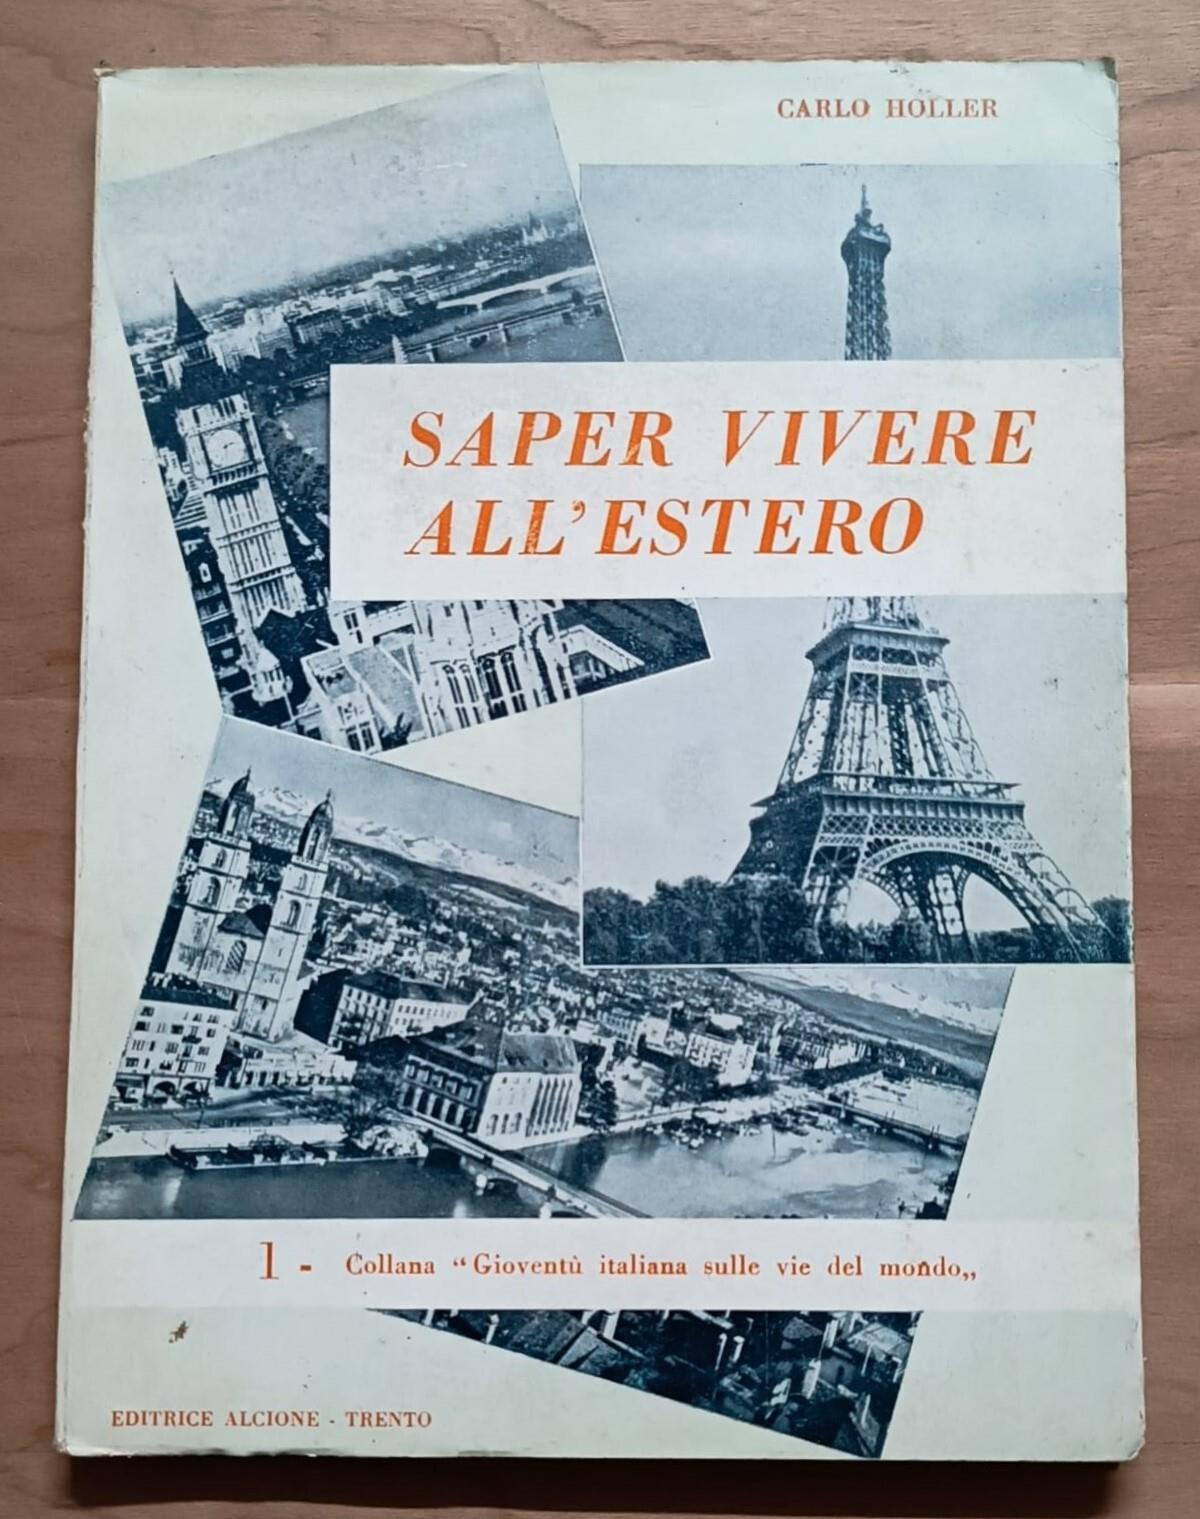 CARLO HOLLER
SAPER VIVERE
ALL'ESTERO
1 - Collana “Gioventù italiana sulle vie del mondo„
EDITRICE ALCIONE - TRENTO